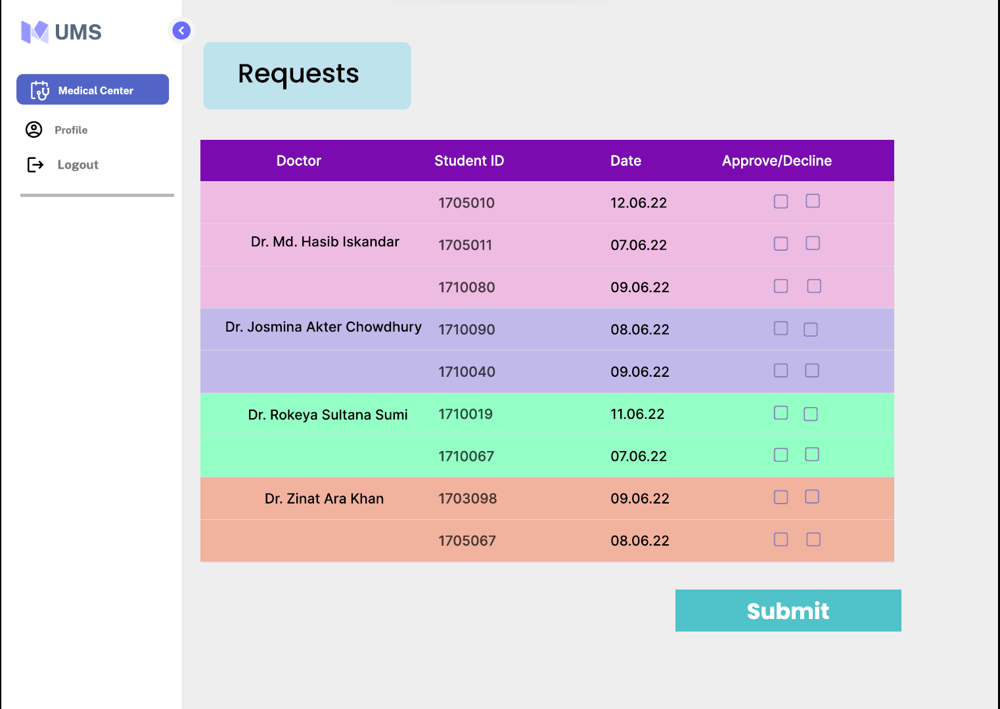 UMS
Medical Center
Profile
Logout
Requests
Doctor Student ID Date Approve/Decline
1705010 12.06.22
Dr. Md. Hasib Iskandar 1705011 07.06.22
1710080 09.06.22
Dr. Josmina Akter Chowdhury 1710090 08.06.22
1710040 09.06.22
Dr. Rokeya Sultana Sumi 1710019 11.06.22
1710067 07.06.22
Dr. Zinat Ara Khan 1703098 09.06.22
1705067 08.06.22
Submit